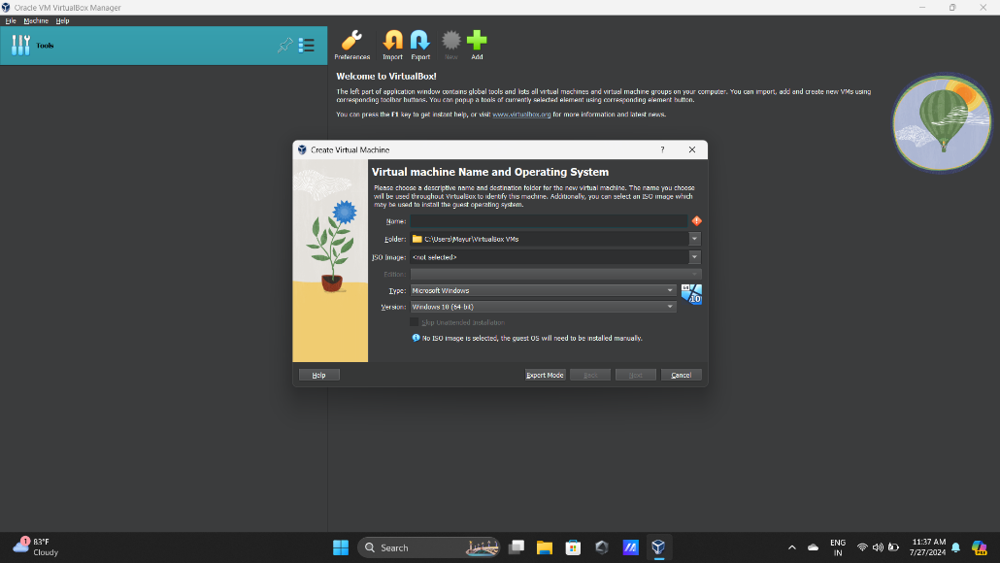 Oracle VM VirtualBox Manager
File Machine Help
Tools
Preferences Import Export New Add
Welcome to VirtualBox!
The left part of application window contains global tools and lists all virtual machines and virtual machine groups on your computer. You can import, add and create new VMs using
corresponding toolbar buttons. You can popup a tools of currently selected element using corresponding element button.
You can press the F1 key to get instant help, or visit www.virtualbox.org for more information and latest news.
Create Virtual Machine
?
Virtual machine Name and Operating System
Please choose a descriptive name and destination folder for the new virtual machine. The name you choose
will be used throughout VirtualBox to identify this machine. Additionally, you can select an ISO image which
may be used to install the guest operating system.
Name:
Folder: C:\Users\Mayur\VirtualBox VMs
ISO Image: <not selected>
Edition:
Type: Microsoft Windows
64
10
Version: Windows 10 (64-bit)
Skip Unattended Installation
No ISO image is selected, the guest OS will need to be installed manually.
Help Expert Mode Back Next Cancel
1
83°F
Cloudy
Search
ENG
IN
11:37 AM
7/27/2024
PRE